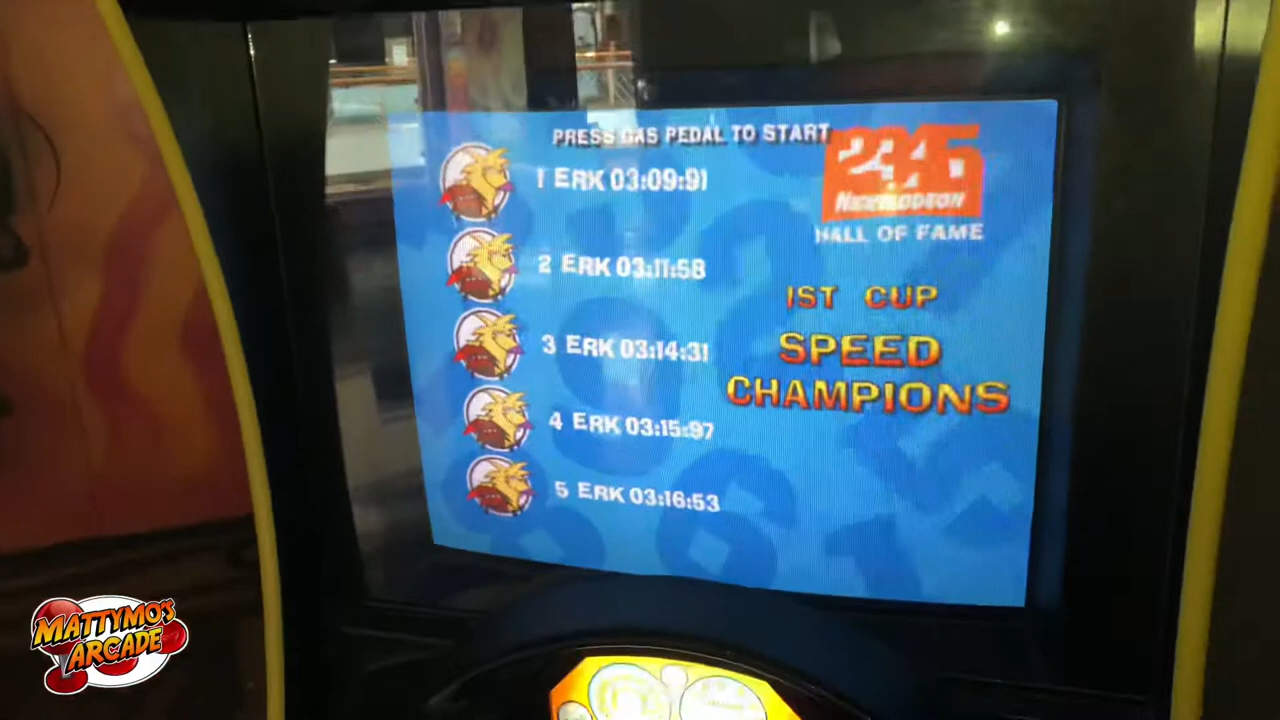 PRESS GAS PEDAL TO START
1 ERK 03:09:91
2 ERK 03:11:58
3 ERK 03:14:31
4 ERK 03:15:97
5 ERK 03:16:53
NICKELODEON
HALL OF FAME
1ST CUP
SPEED
CHAMPIONS
MATTYMO'S
ARCADE